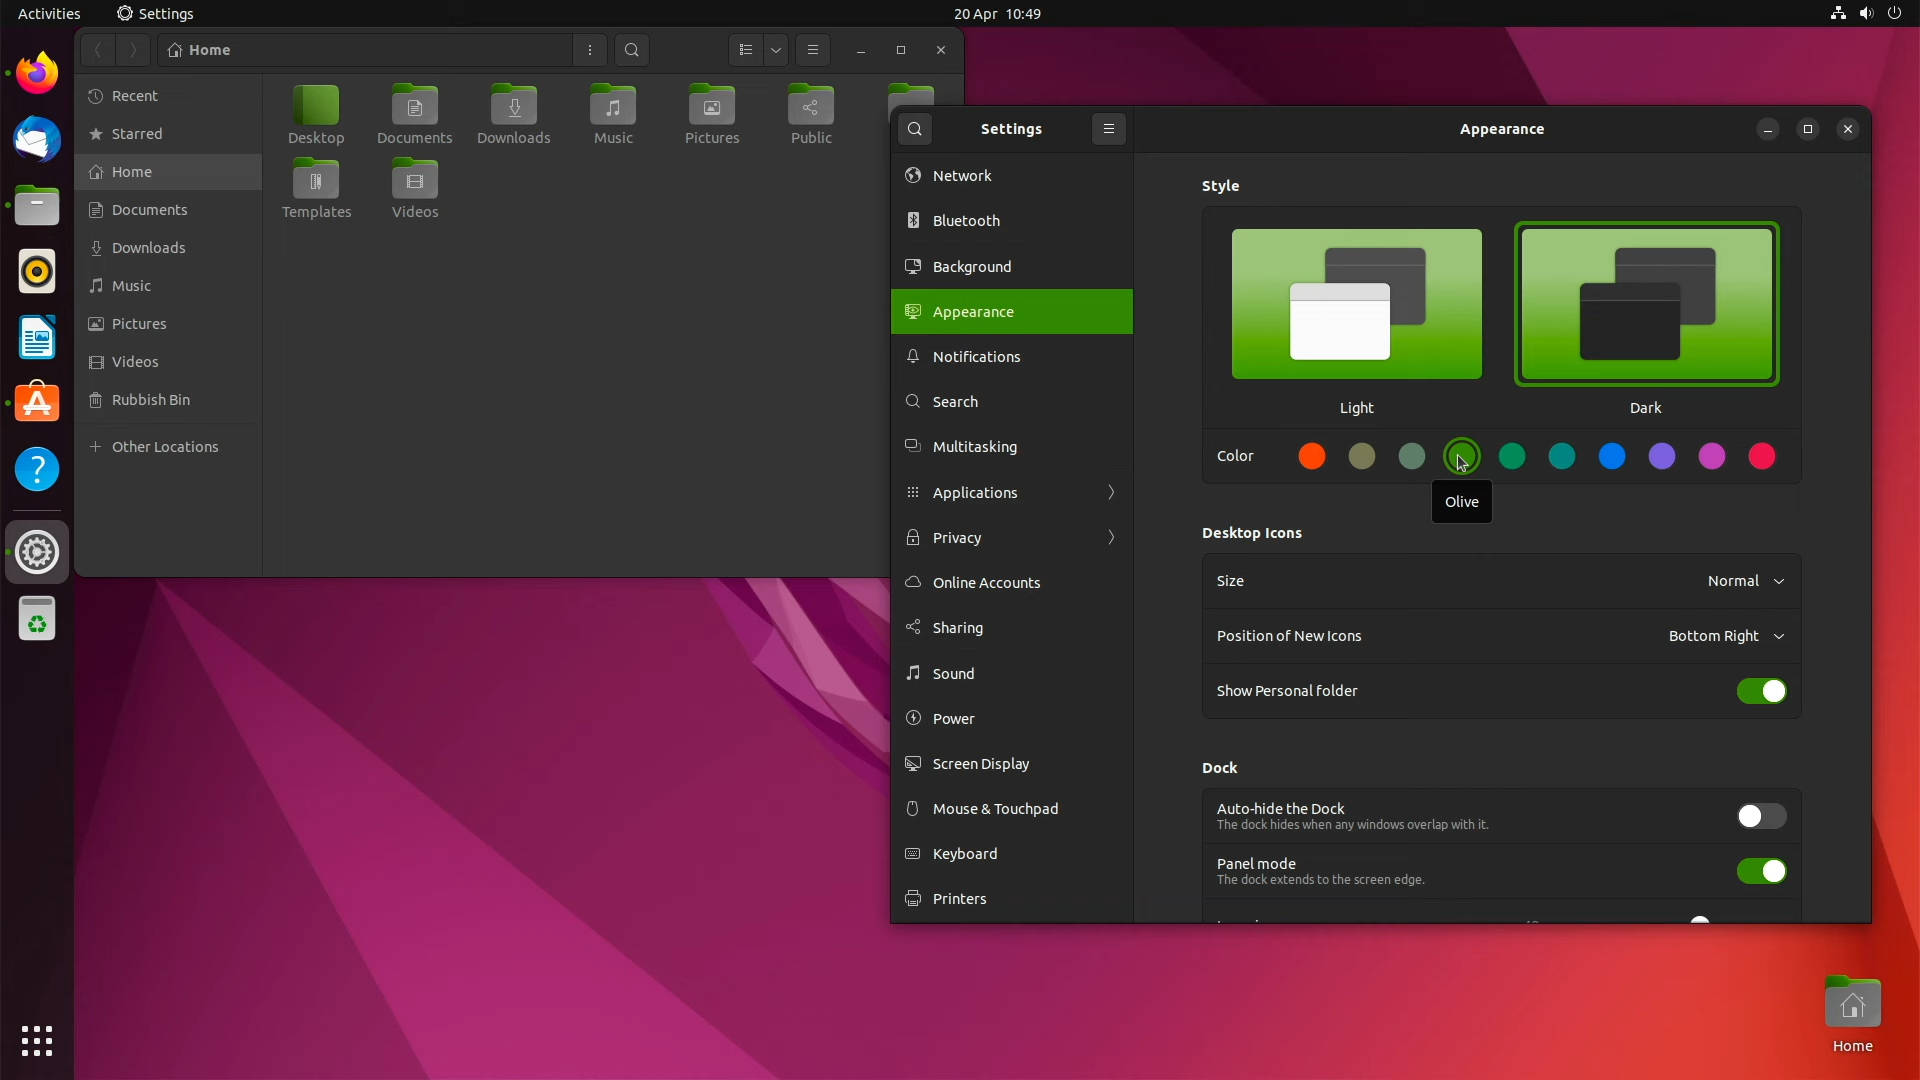 Activities
Settings
20 Apr 10:49
Home
Recent
Starred
Home
Documents
Downloads
Music
Pictures
Videos
Rubbish Bin
Other Locations
Desktop
Documents
Downloads
Music
Pictures
Public
Templates
Videos
Settings
Network
Bluetooth
Background
Appearance
Notifications
Search
Multitasking
Applications
Privacy
Online Accounts
Sharing
Sound
Power
Screen Display
Mouse & Touchpad
Keyboard
Printers
Appearance
Style
Light
Dark
Color
Olive
Desktop Icons
Size
Normal
Position of New Icons
Bottom Right
Show Personal folder
Dock
Auto-hide the Dock
The dock hides when any windows overlap with it.
Panel mode
The dock extends to the screen edge.
Home